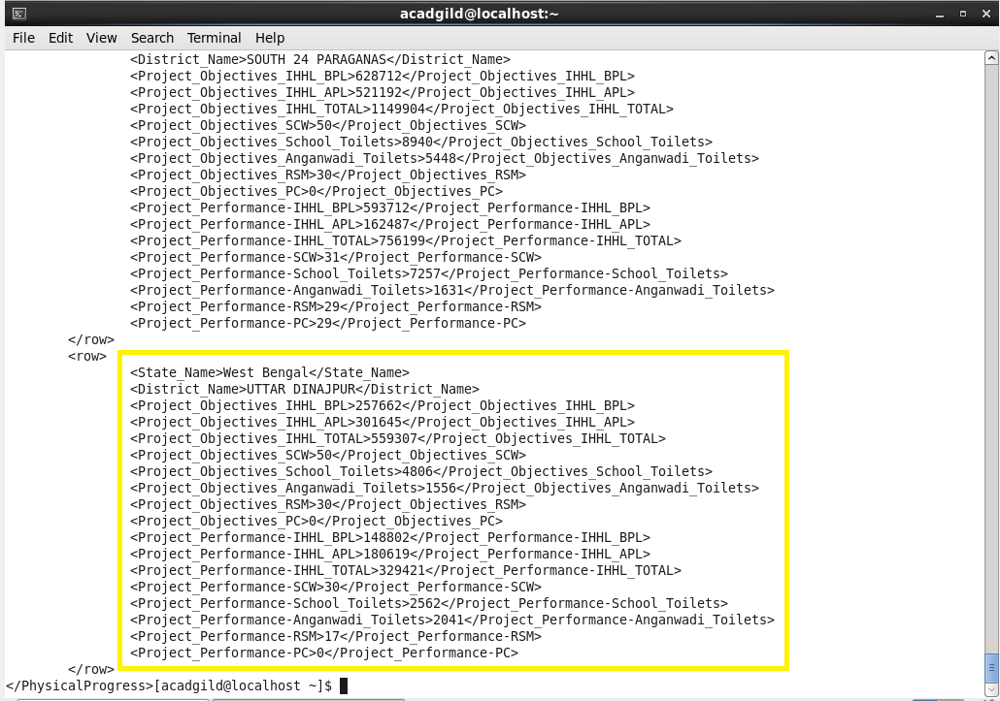 acadgild@localhost:~
File Edit View Search Terminal Help
<District_Name>SOUTH 24 PARAGANAS</District_Name>
<Project_Objectives_IHHL_BPL>628712</Project_Objectives_IHHL_BPL>
<Project_Objectives_IHHL_APL>521192</Project_Objectives_IHHL_APL>
<Project_Objectives_IHHL_TOTAL>1149904</Project_Objectives_IHHL_TOTAL>
<Project_Objectives_SCW>50</Project_Objectives_SCW>
<Project_Objectives_School_Toilets>8940</Project_Objectives_School_Toilets>
<Project_Objectives_Anganwadi_Toilets>5448</Project_Objectives_Anganwadi_Toilets>
<Project_Objectives_RSM>30</Project_Objectives_RSM>
<Project_Objectives_PC>0</Project_Objectives_PC>
<Project_Performance-IHHL_BPL>593712</Project_Performance-IHHL_BPL>
<Project_Performance-IHHL_APL>162487</Project_Performance-IHHL_APL>
<Project_Performance-IHHL_TOTAL>756199</Project_Performance-IHHL_TOTAL>
<Project_Performance-SCW>31</Project_Performance-SCW>
<Project_Performance-School_Toilets>7257</Project_Performance-School_Toilets>
<Project_Performance-Anganwadi_Toilets>1631</Project_Performance-Anganwadi_Toilets>
<Project_Performance-RSM>29</Project_Performance-RSM>
<Project_Performance-PC>29</Project_Performance-PC>
</row>
<row>
<State_Name>West Bengal</State_Name>
<District_Name>UTTAR DINAJPUR</District_Name>
<Project_Objectives_IHHL_BPL>257662</Project_Objectives_IHHL_BPL>
<Project_Objectives_IHHL_APL>301645</Project_Objectives_IHHL_APL>
<Project_Objectives_IHHL_TOTAL>559307</Project_Objectives_IHHL_TOTAL>
<Project_Objectives_SCW>50</Project_Objectives_SCW>
<Project_Objectives_School_Toilets>4806</Project_Objectives_School_Toilets>
<Project_Objectives_Anganwadi_Toilets>1556</Project_Objectives_Anganwadi_Toilets>
<Project_Objectives_RSM>30</Project_Objectives_RSM>
<Project_Objectives_PC>0</Project_Objectives_PC>
<Project_Performance-IHHL_BPL>148802</Project_Performance-IHHL_BPL>
<Project_Performance-IHHL_APL>180619</Project_Performance-IHHL_APL>
<Project_Performance-IHHL_TOTAL>329421</Project_Performance-IHHL_TOTAL>
<Project_Performance-SCW>30</Project_Performance-SCW>
<Project_Performance-School_Toilets>2562</Project_Performance-School_Toilets>
<Project_Performance-Anganwadi_Toilets>2041</Project_Performance-Anganwadi_Toilets>
<Project_Performance-RSM>17</Project_Performance-RSM>
<Project_Performance-PC>0</Project_Performance-PC>
</row>
</PhysicalProgress>[acadgild@localhost ~]$